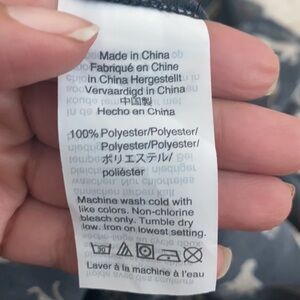 Made in China
Fabriqué en Chine
in China Hergestellt
Vervaardigd in China
中国製
Hecho en China
100% Polyester/Polyester/
Polyester/Polyester/
ポリエステル/
poliéster
Machine wash cold with
like colors. Non-chlorine
bleach only. Tumble dry
low. Iron on lowest setting.
Laver à la machine à l'eau